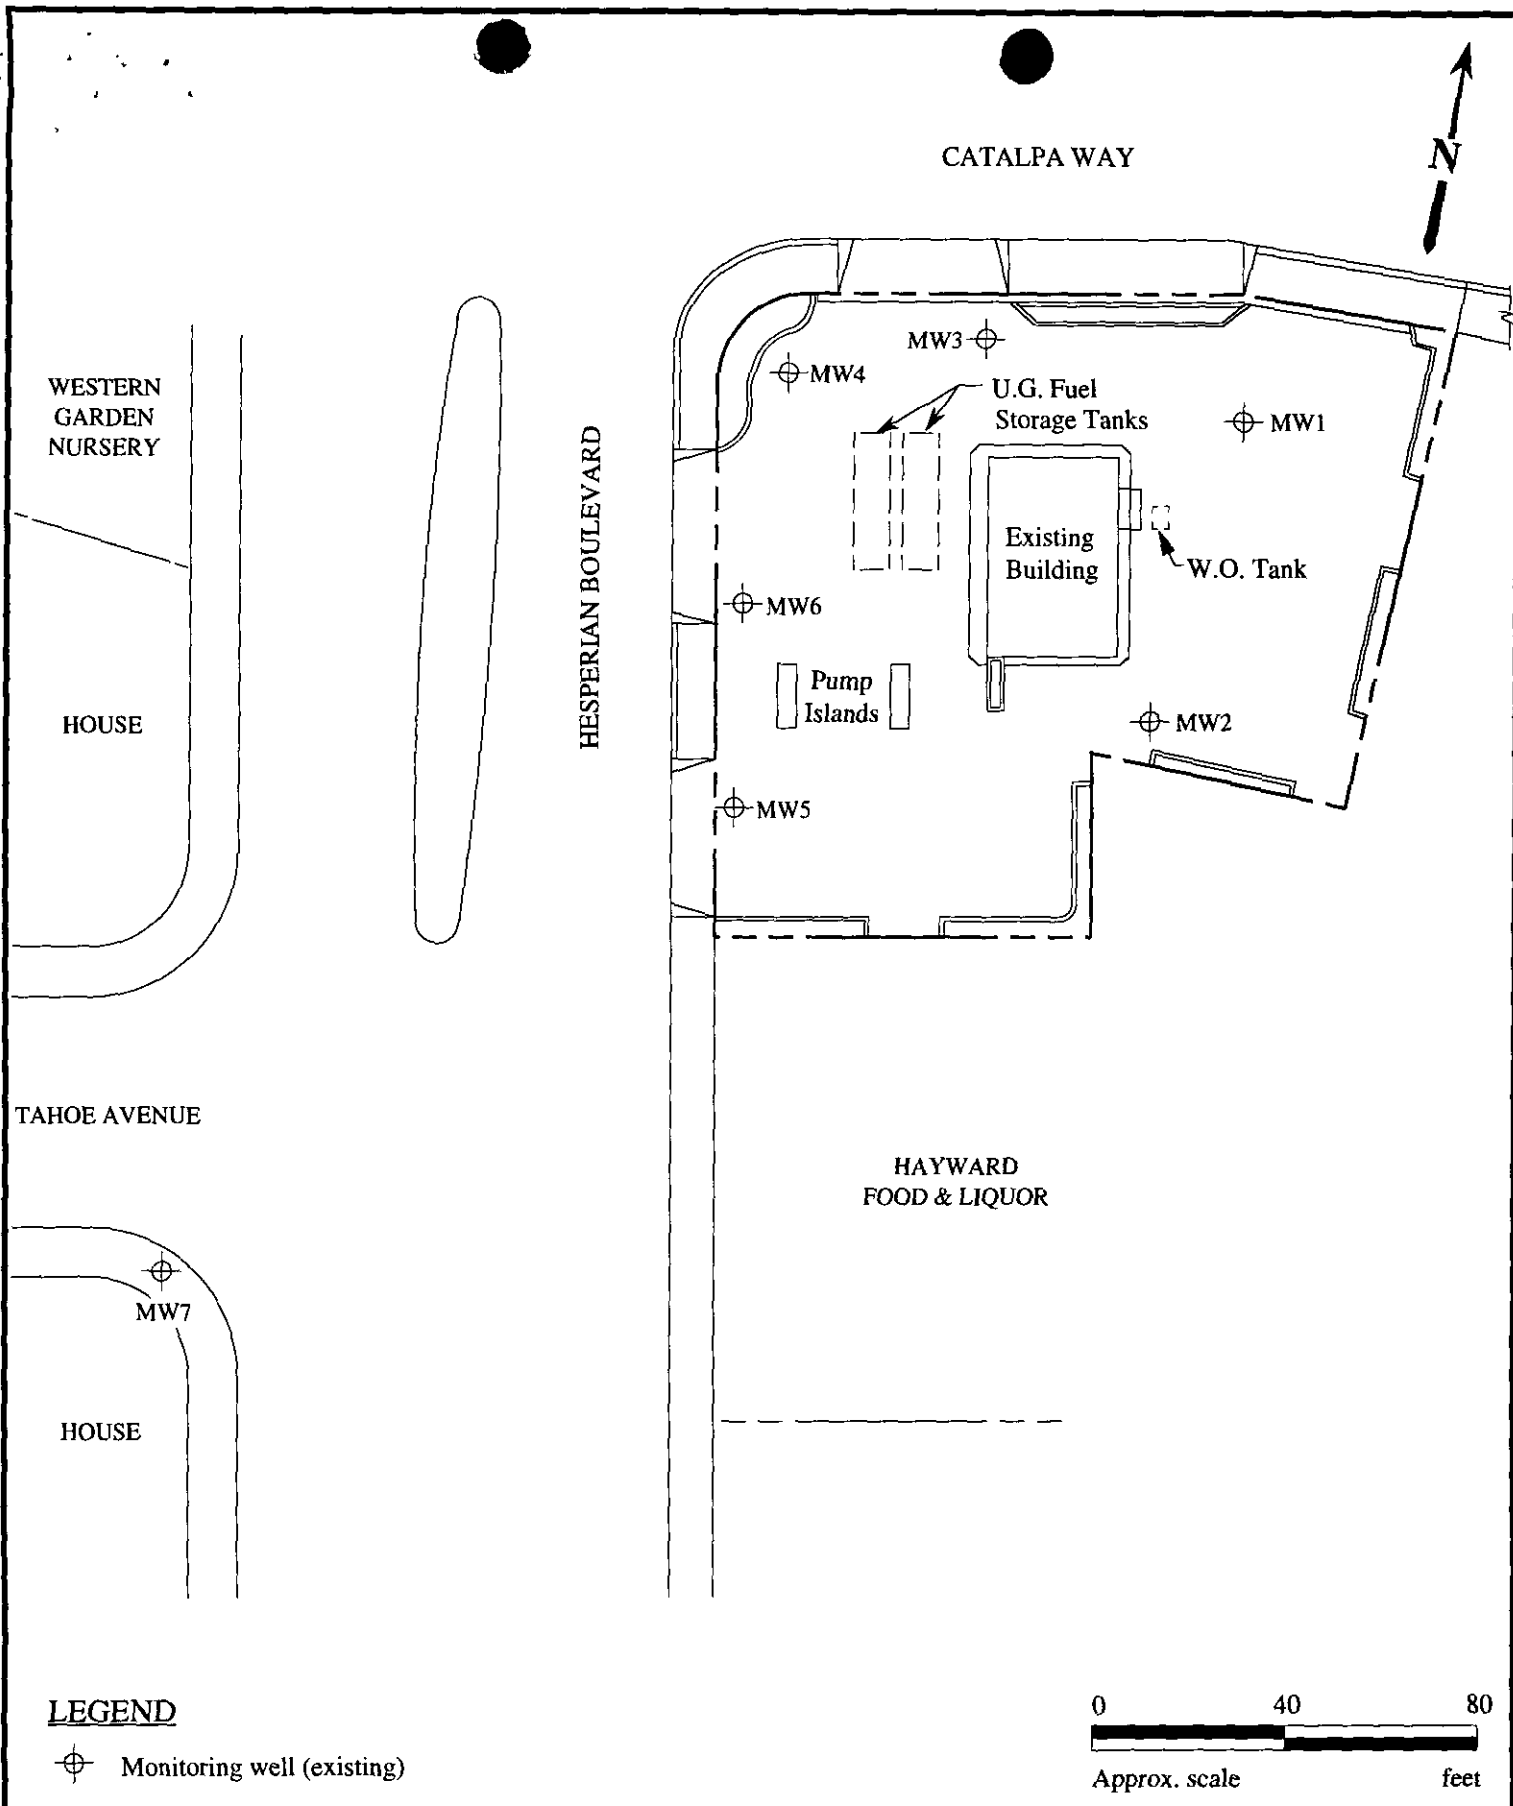 CATALPA WAY
N
WESTERN
GARDEN
NURSERY
HESPERIAN BOULEVARD
MW3
MW4
U.G. Fuel
Storage Tanks
MW1
Existing
Building
W.O. Tank
MW6
HOUSE
Pump
Islands
MW2
MW5
TAHOE AVENUE
HAYWARD
FOOD & LIQUOR
MW7
HOUSE
LEGEND
Monitoring well (existing)
0 40 80
Approx. scale feet